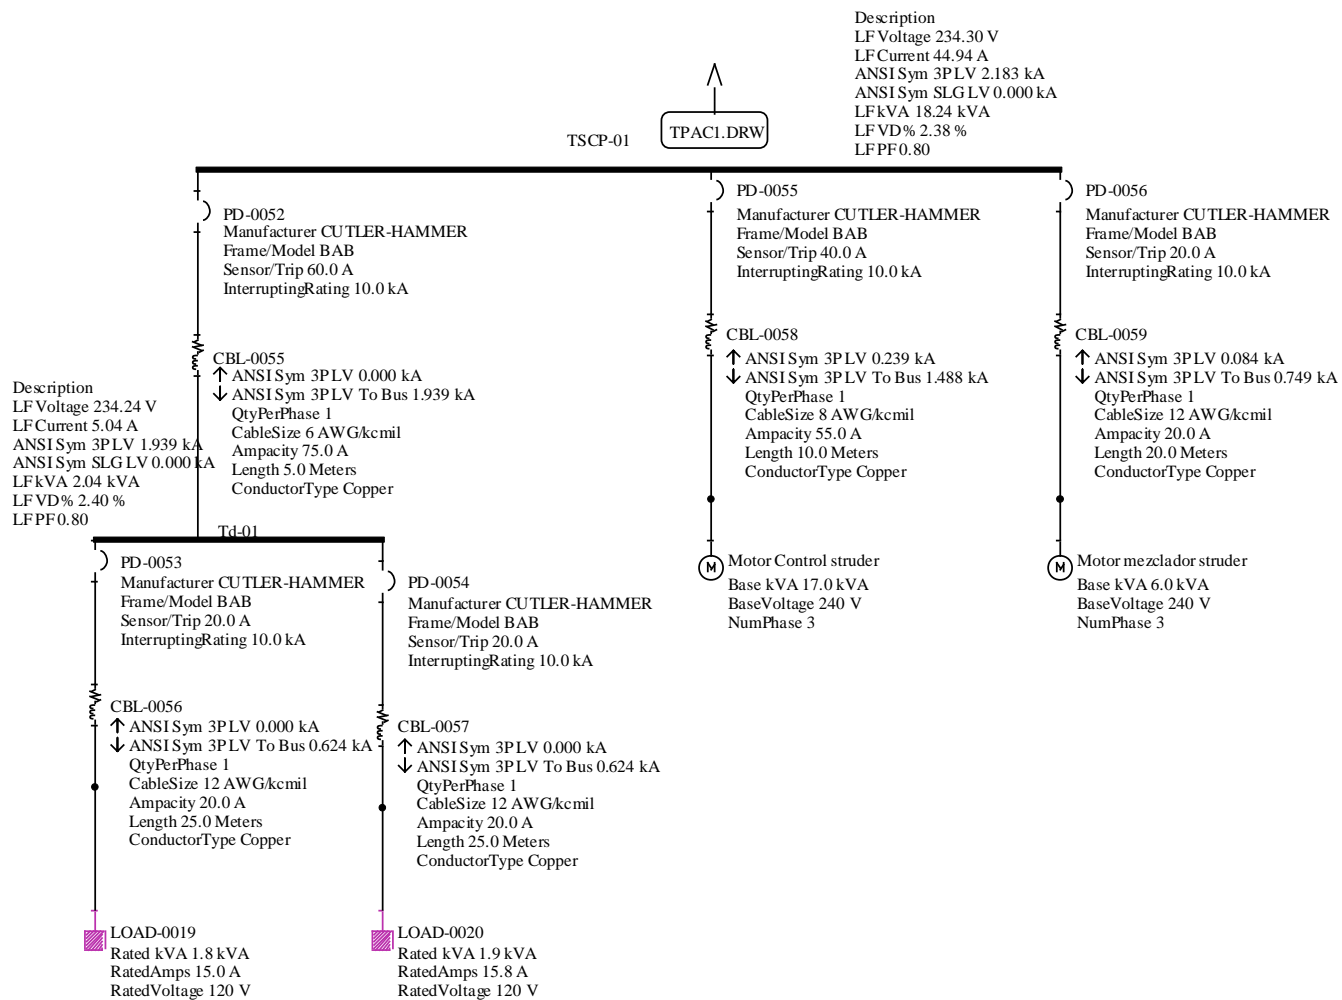 Description
LF Voltage 234.30 V
LF Current 44.94 A
ANSI Sym 3P LV 2.183 kA
ANSI Sym SLG LV 0.000 kA
LF kVA 18.24 kVA
LF VD% 2.38 %
LF PF 0.80
TPAC1.DRW
TSCP-01
PD-0052
Manufacturer CUTLER-HAMMER
Frame/Model BAB
Sensor/Trip 60.0 A
InterruptingRating 10.0 kA
PD-0055
Manufacturer CUTLER-HAMMER
Frame/Model BAB
Sensor/Trip 40.0 A
InterruptingRating 10.0 kA
PD-0056
Manufacturer CUTLER-HAMMER
Frame/Model BAB
Sensor/Trip 20.0 A
InterruptingRating 10.0 kA
CBL-0055
ANSI Sym 3P LV 0.000 kA
ANSI Sym 3P LV To Bus 1.939 kA
QtyPerPhase 1
CableSize 6 AWG/kcmil
Ampacity 75.0 A
Length 5.0 Meters
ConductorType Copper
CBL-0058
ANSI Sym 3P LV 0.239 kA
ANSI Sym 3P LV To Bus 1.488 kA
QtyPerPhase 1
CableSize 8 AWG/kcmil
Ampacity 55.0 A
Length 10.0 Meters
ConductorType Copper
CBL-0059
ANSI Sym 3P LV 0.084 kA
ANSI Sym 3P LV To Bus 0.749 kA
QtyPerPhase 1
CableSize 12 AWG/kcmil
Ampacity 20.0 A
Length 20.0 Meters
ConductorType Copper
Description
LF Voltage 234.24 V
LF Current 5.04 A
ANSI Sym 3P LV 1.939 kA
ANSI Sym SLG LV 0.000 kA
LF kVA 2.04 kVA
LF VD% 2.40 %
LF PF 0.80
Td-01
PD-0053
Manufacturer CUTLER-HAMMER
Frame/Model BAB
Sensor/Trip 20.0 A
InterruptingRating 10.0 kA
PD-0054
Manufacturer CUTLER-HAMMER
Frame/Model BAB
Sensor/Trip 20.0 A
InterruptingRating 10.0 kA
M
Motor Control struder
Base kVA 17.0 kVA
BaseVoltage 240 V
NumPhase 3
M
Motor mezclador struder
Base kVA 6.0 kVA
BaseVoltage 240 V
NumPhase 3
CBL-0056
ANSI Sym 3P LV 0.000 kA
ANSI Sym 3P LV To Bus 0.624 kA
QtyPerPhase 1
CableSize 12 AWG/kcmil
Ampacity 20.0 A
Length 25.0 Meters
ConductorType Copper
CBL-0057
ANSI Sym 3P LV 0.000 kA
ANSI Sym 3P LV To Bus 0.624 kA
QtyPerPhase 1
CableSize 12 AWG/kcmil
Ampacity 20.0 A
Length 25.0 Meters
ConductorType Copper
LOAD-0019
Rated kVA 1.8 kVA
RatedAmps 15.0 A
RatedVoltage 120 V
LOAD-0020
Rated kVA 1.9 kVA
RatedAmps 15.8 A
RatedVoltage 120 V